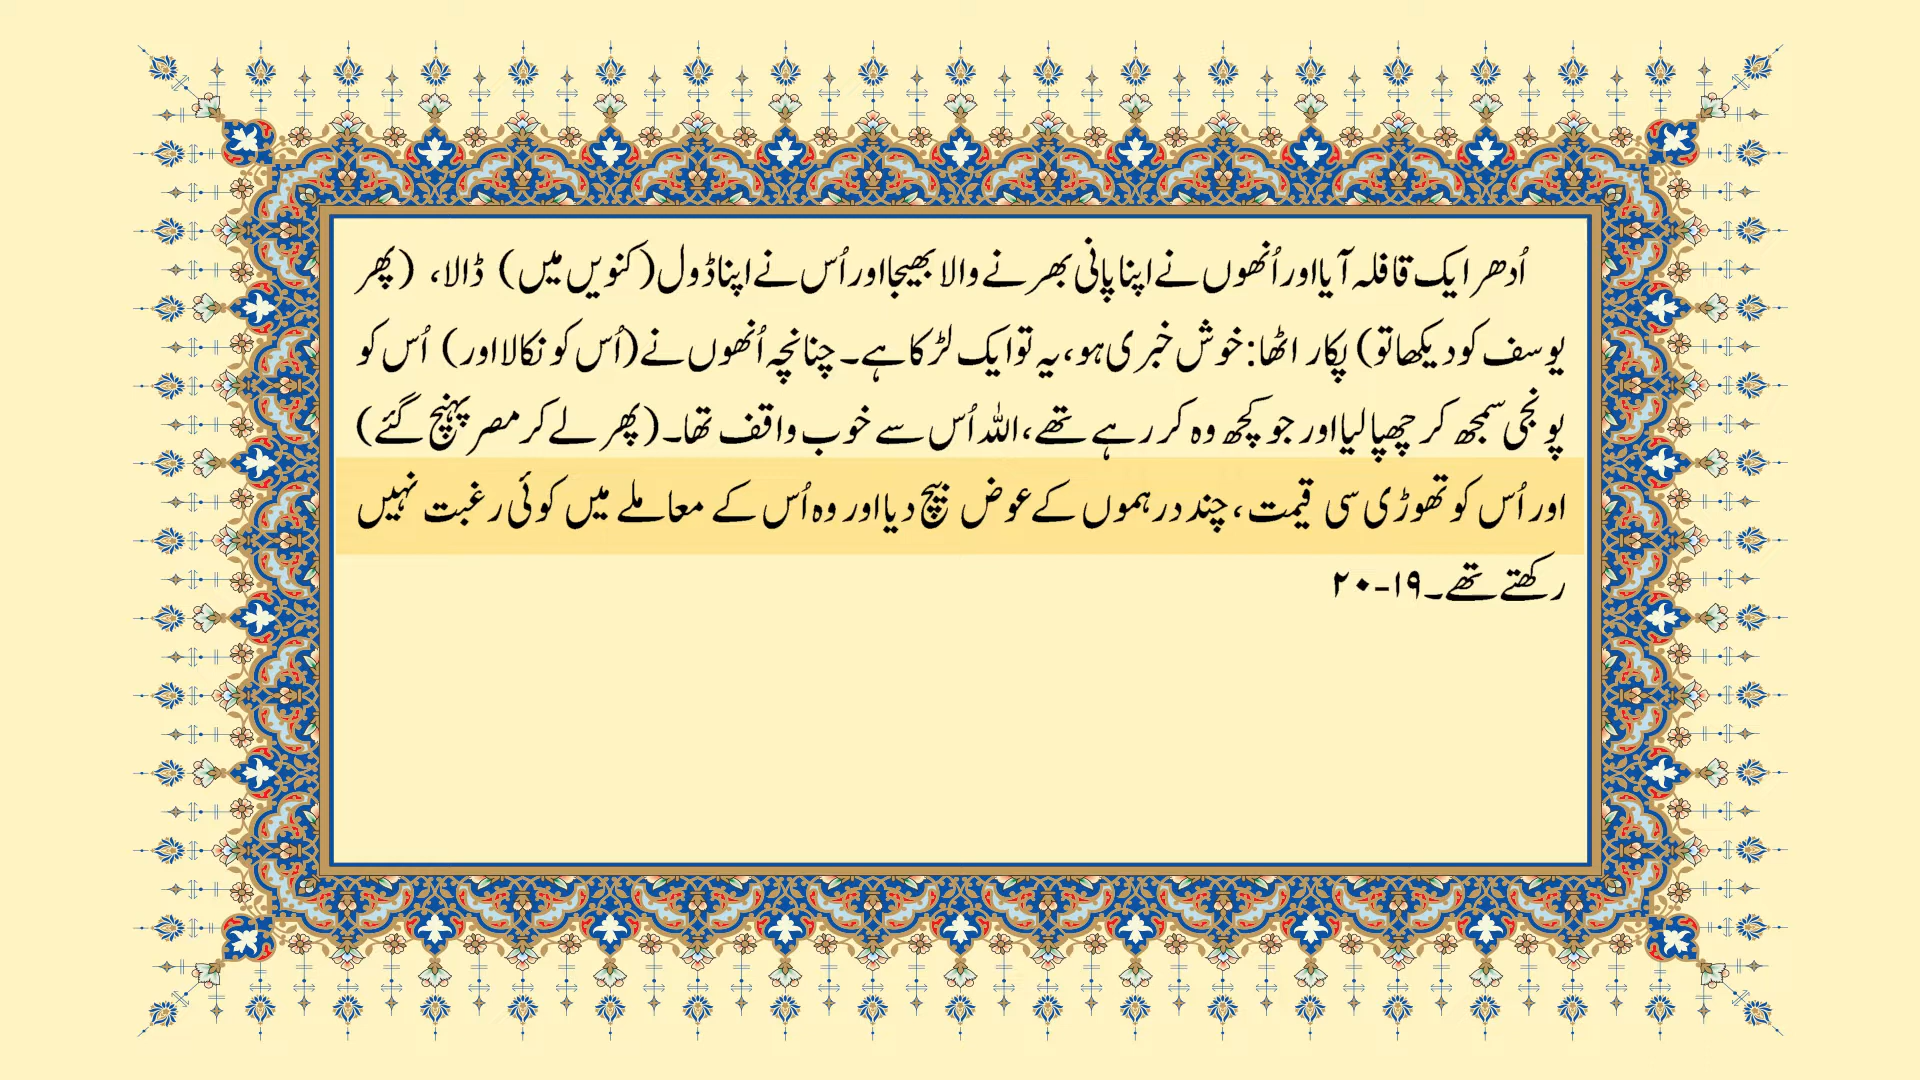 اُدھر ایک قافلہ آیا اور اُنھوں نے اپنا پانی بھرنے والا بھیجا اور اُس نے اپنا ڈول (کنویں میں) ڈالا، (پھر
یوسف کو دیکھا تو) پکار اٹھا: خوش خبری ہو، یہ تو ایک لڑکا ہے۔ چنانچہ اُنھوں نے (اُس کو نکالا اور) اُس کو
پونجی سمجھ کر چھپا لیا اور جو کچھ وہ کر رہے تھے، اللہ اُس سے خوب واقف تھا۔ (پھر لے کر مصر پہنچ گئے)
اور اُس کو تھوڑی سی قیمت، چند درہموں کے عوض بیچ دیا اور وہ اُس کے معاملے میں کوئی رغبت نہیں
رکھتے تھے۔ ۱۹-۲۰